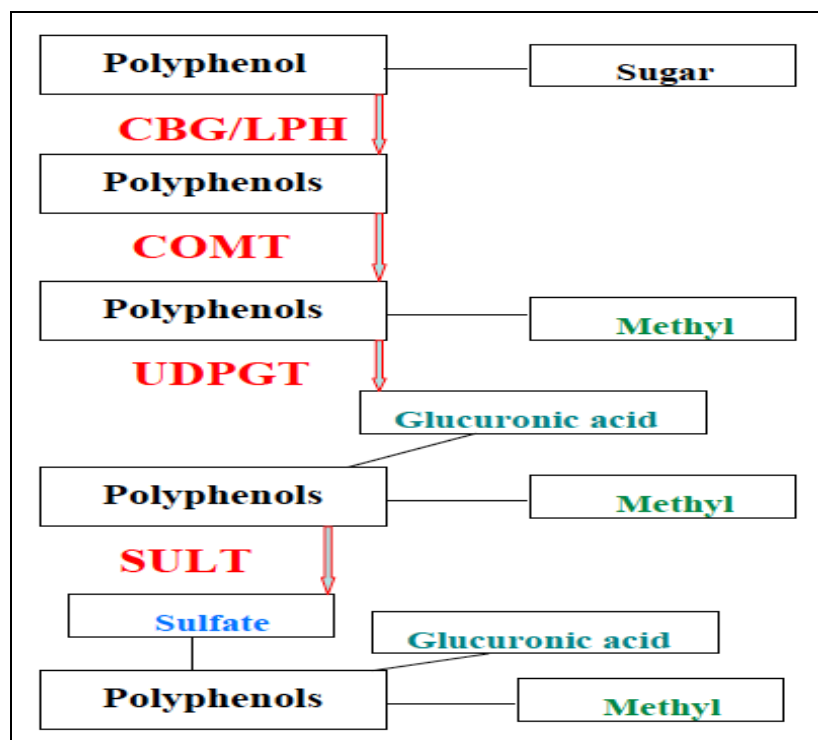 Polyphenol
Sugar
CBG/LPH
Polyphenols
COMT
Polyphenols
Methyl
UDPGT
Glucuronic acid
Polyphenols
Methyl
SULT
Sulfate
Glucuronic acid
Polyphenols
Methyl